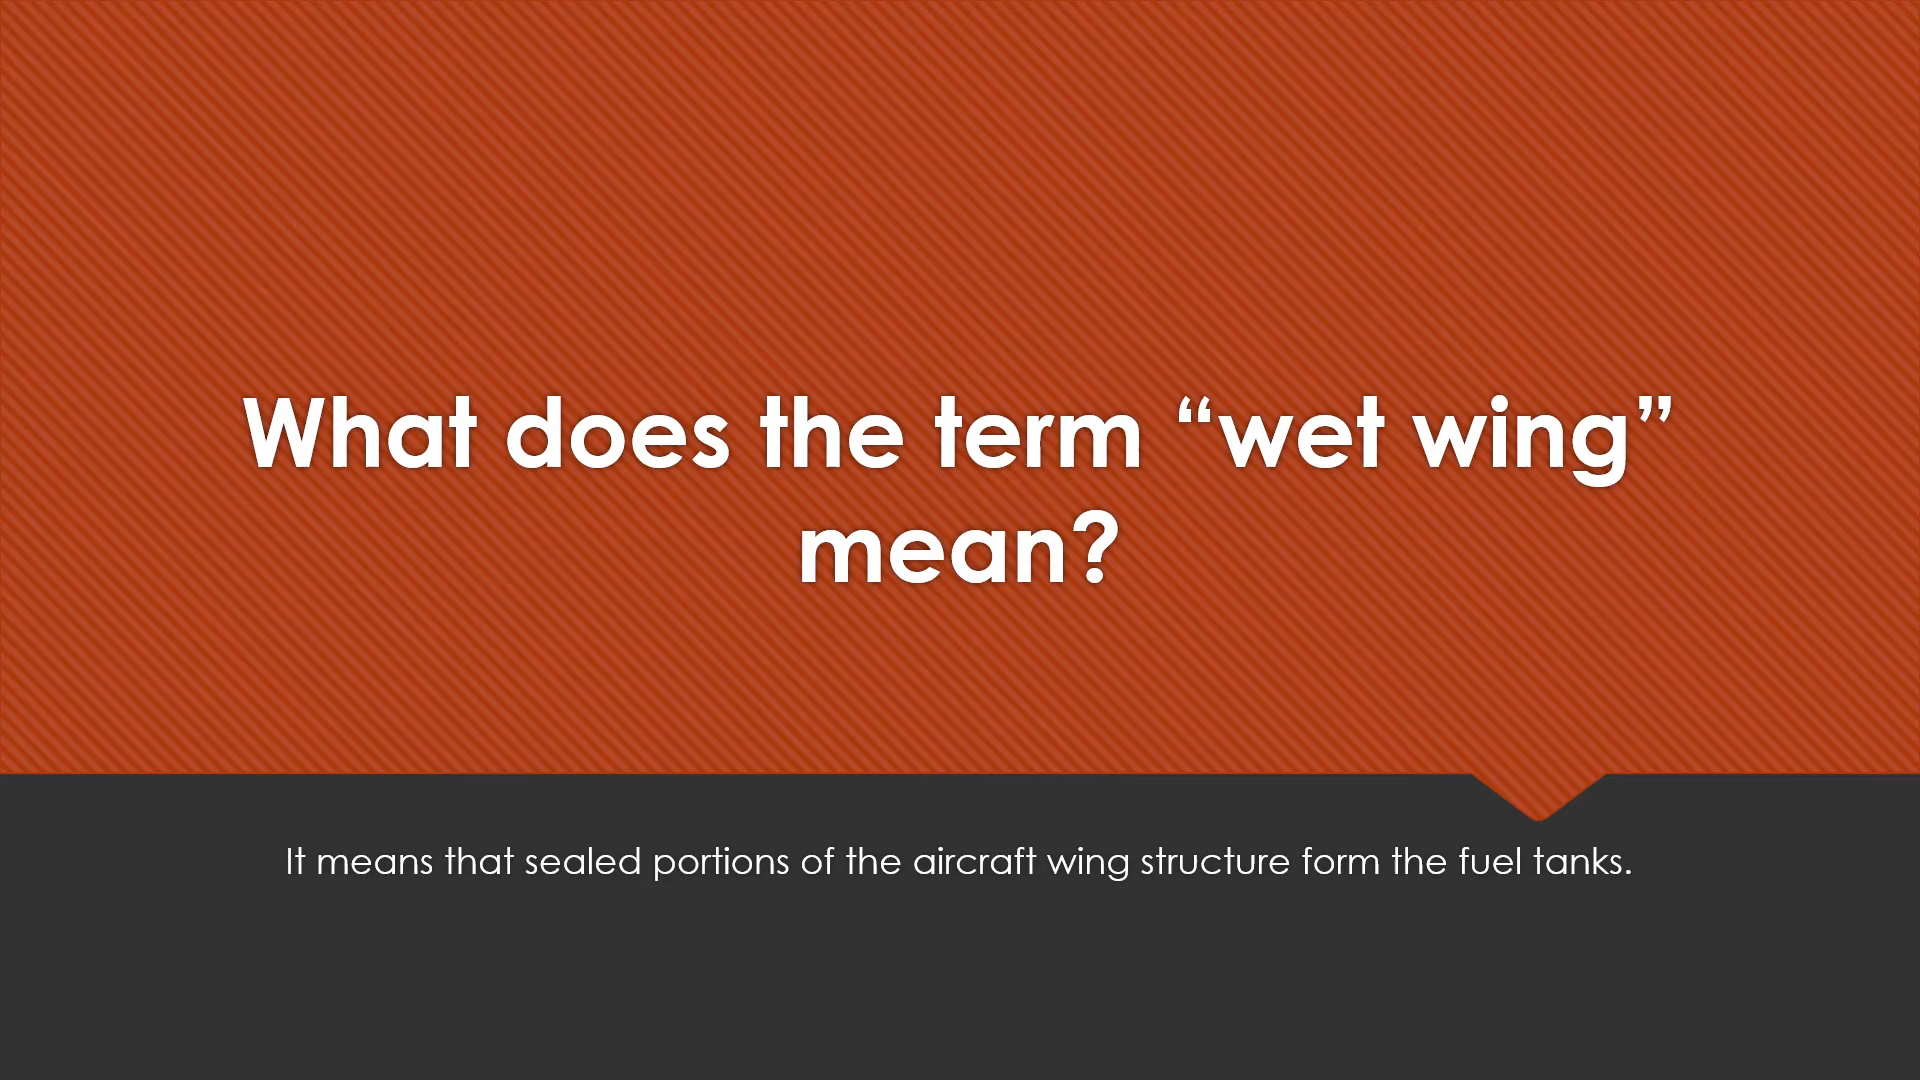 What does the term “wet wing”
mean?
It means that sealed portions of the aircraft wing structure form the fuel tanks.